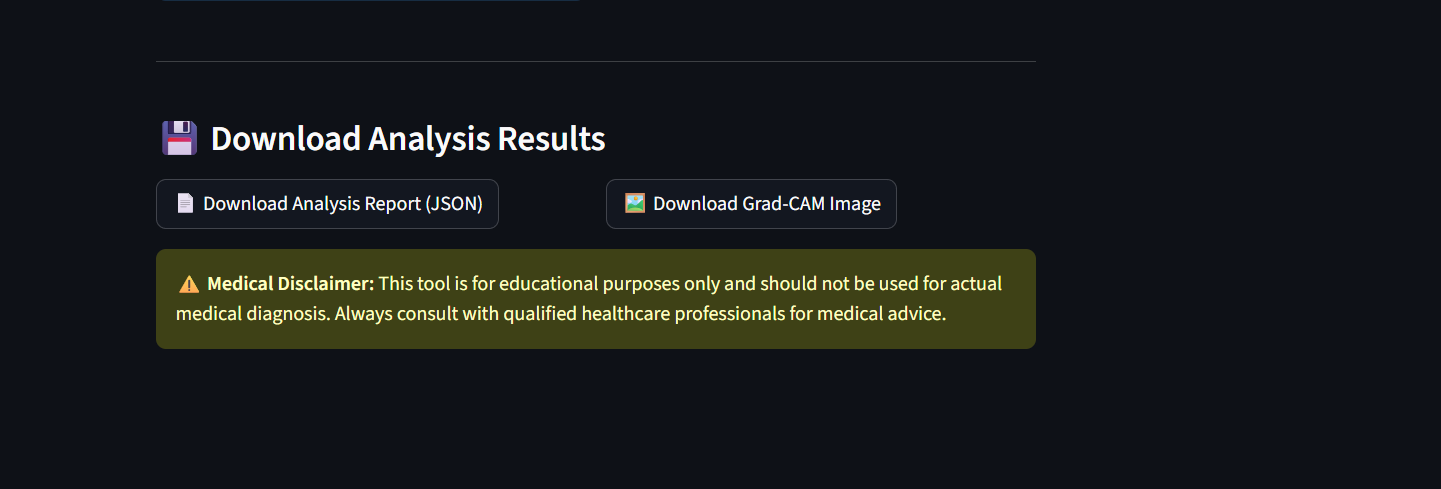 Download Analysis Results
Download Analysis Report (JSON)
Download Grad-CAM Image
Medical Disclaimer: This tool is for educational purposes only and should not be used for actual
medical diagnosis. Always consult with qualified healthcare professionals for medical advice.